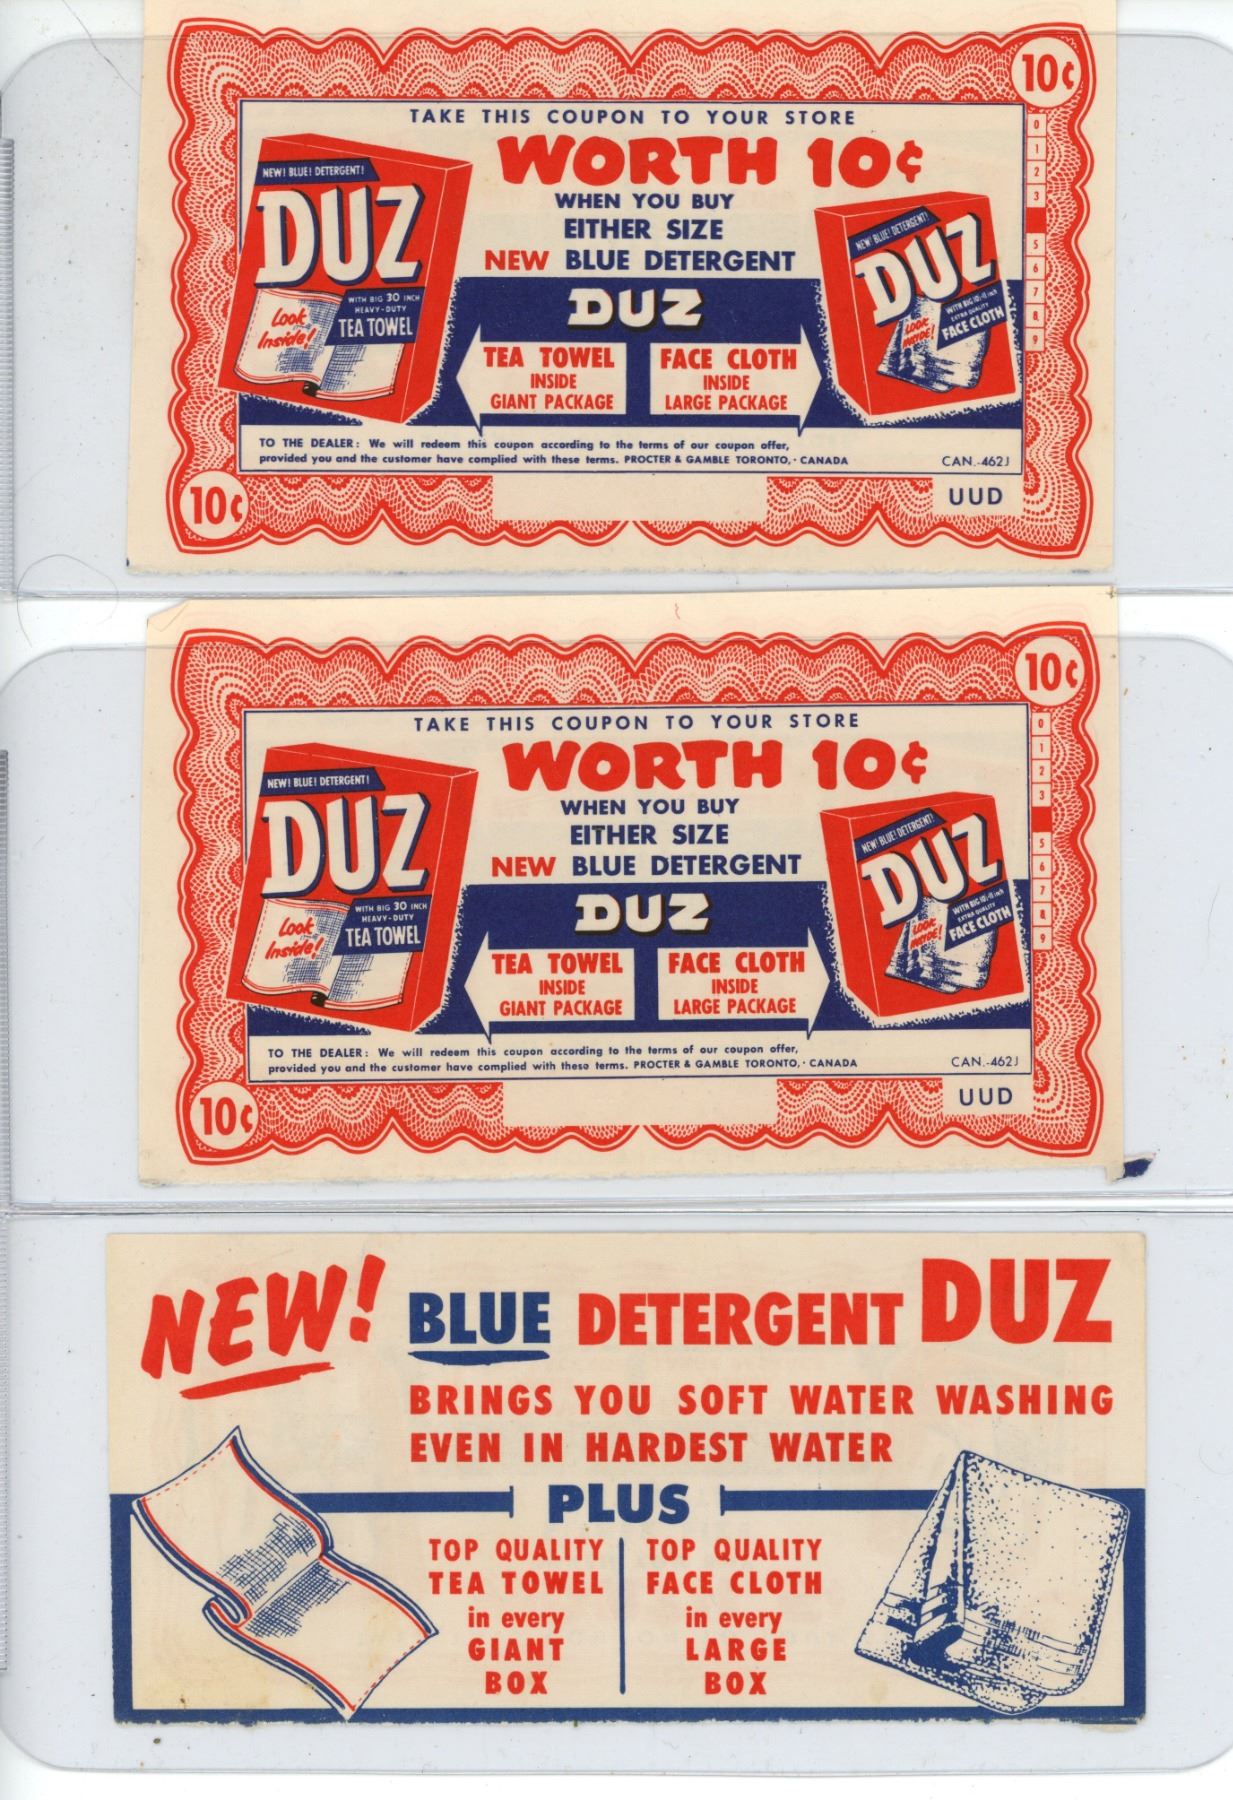 10¢
TAKE THIS COUPON TO YOUR STORE
WORTH 10¢
WHEN YOU BUY
EITHER SIZE
NEW BLUE DETERGENT
DUZ
TEA TOWEL
INSIDE
GIANT PACKAGE
FACE CLOTH
INSIDE
LARGE PACKAGE
NEW! BLUE! DETERGENT!
DUZ
WITH BIG 30 INCH
HEAVY-DUTY
TEA TOWEL
Look
Inside!
NEW! BLUE! DETERGENT!
DUZ
EXTRA QUALITY
FACE CLOTH
LOOK
INSIDE!
0
1
2
3
5
6
7
8
9
TO THE DEALER: We will redeem this coupon according to the terms of our coupon offer,
provided you and the customer have complied with these terms. PROCTER & GAMBLE TORONTO, · CANADA
CAN.-462J
10¢
UUD
10¢
TAKE THIS COUPON TO YOUR STORE
WORTH 10¢
WHEN YOU BUY
EITHER SIZE
NEW BLUE DETERGENT
DUZ
TEA TOWEL
INSIDE
GIANT PACKAGE
FACE CLOTH
INSIDE
LARGE PACKAGE
NEW! BLUE! DETERGENT!
DUZ
WITH BIG 30 INCH
HEAVY-DUTY
TEA TOWEL
Look
Inside!
NEW! BLUE! DETERGENT!
DUZ
EXTRA QUALITY
FACE CLOTH
LOOK
INSIDE!
0
1
2
3
5
6
7
8
9
TO THE DEALER: We will redeem this coupon according to the terms of our coupon offer,
provided you and the customer have complied with these terms. PROCTER & GAMBLE TORONTO, · CANADA
CAN.-462J
10¢
UUD
NEW! BLUE DETERGENT DUZ
BRINGS YOU SOFT WATER WASHING
EVEN IN HARDEST WATER
PLUS
TOP QUALITY
TEA TOWEL
in every
GIANT
BOX
TOP QUALITY
FACE CLOTH
in every
LARGE
BOX